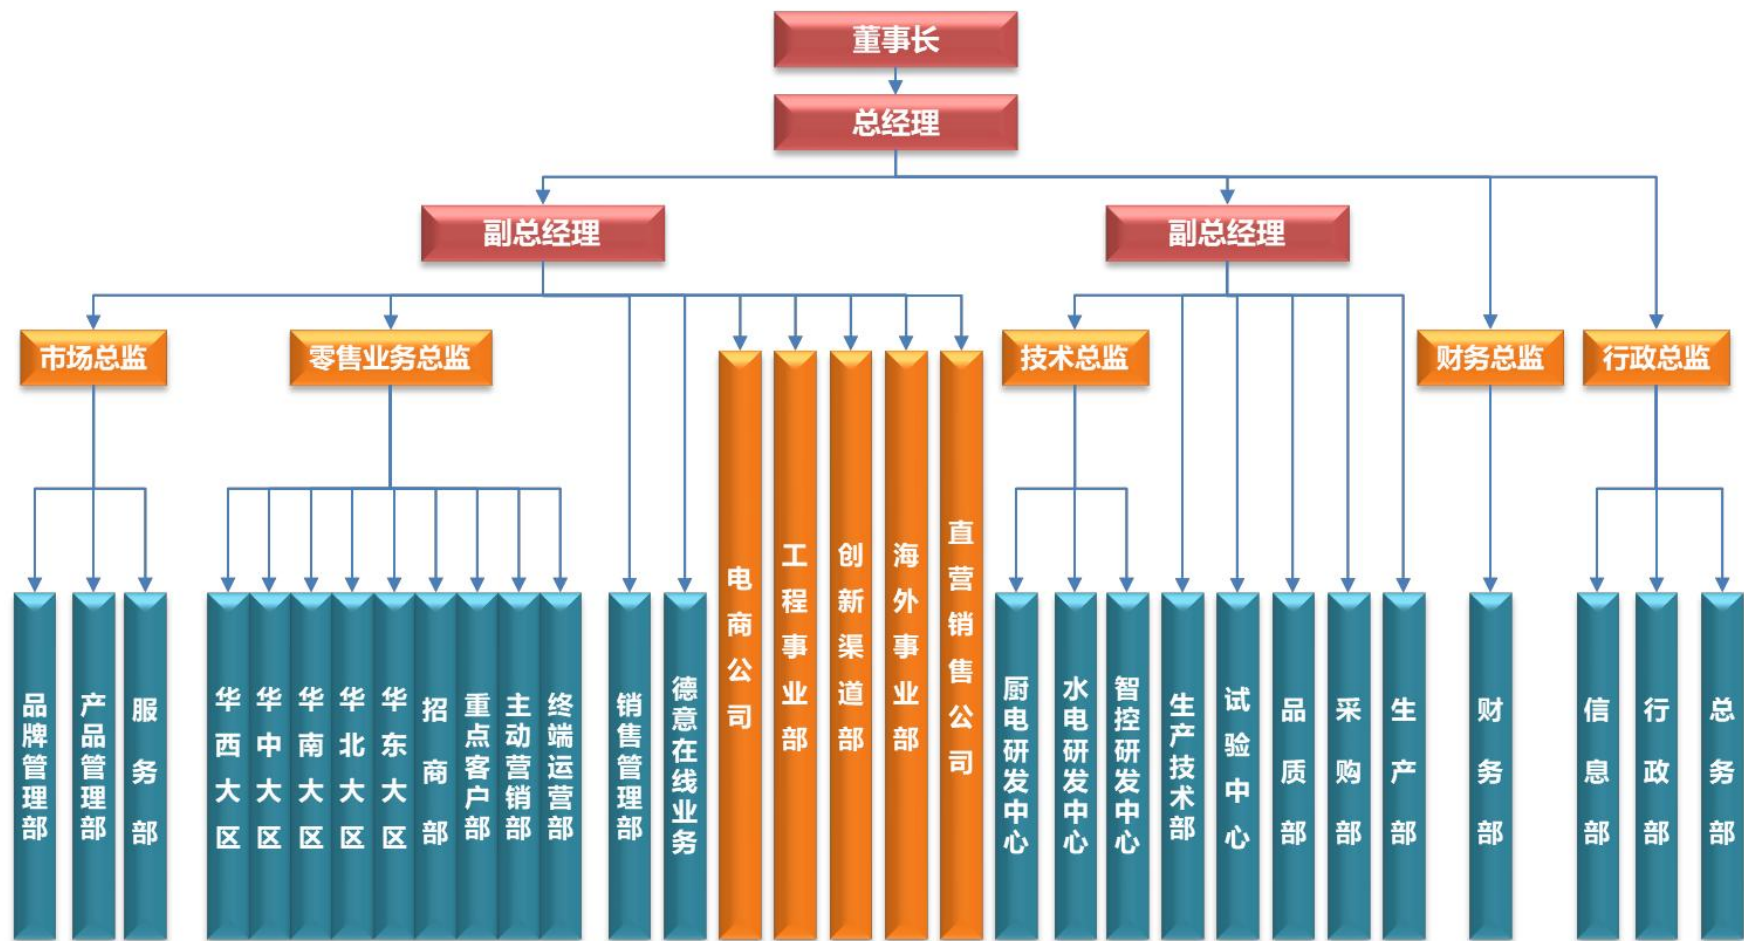 董事长
总经理
副总经理
副总经理
市场总监
零售业务总监
技术总监
财务总监
行政总监
品牌管理部
产品管理部
服务部
华西大区
华中大区
华南大区
华北大区
华东大区
招商部
重点客户部
主动营销部
终端运营部
销售管理部
德意在线业务
电商公司
工程事业部
创新渠道部
海外事业部
直营销售公司
厨电研发中心
水电研发中心
智控研发中心
生产技术部
试验中心
品质部
采购部
生产部
财务部
信息部
行政部
总务部